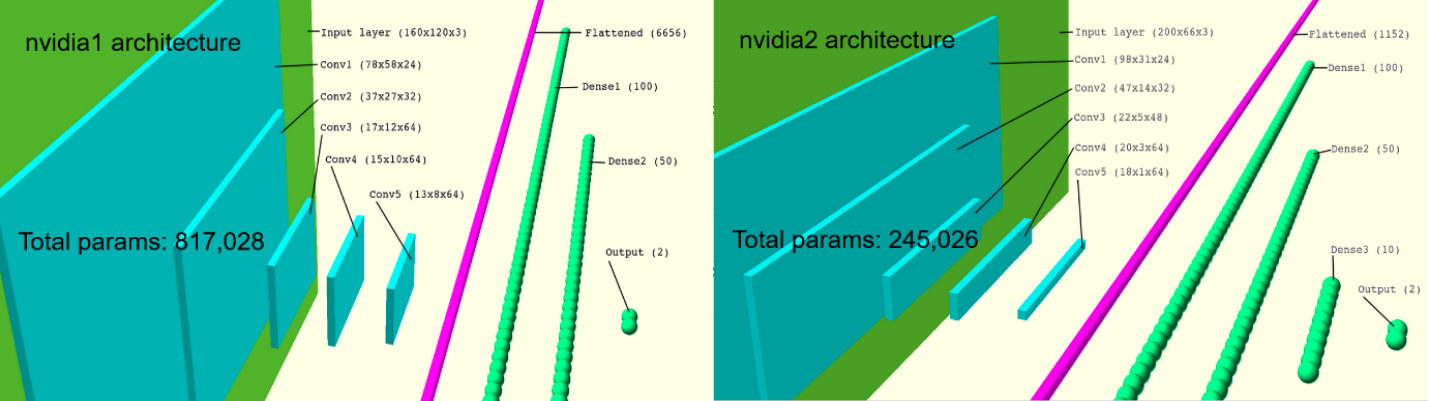 nvidia1 architecture
Input layer (160x120x3)
Conv1 (78x58x24)
Conv2 (37x27x32)
Conv3 (17x12x64)
Conv4 (15x10x64)
Conv5 (13x8x64)
Flattened (6656)
Dense1 (100)
Dense2 (50)
Output (2)
Total params: 817,028
nvidia2 architecture
Input layer (200x66x3)
Conv1 (98x31x24)
Conv2 (47x14x32)
Conv3 (22x5x48)
Conv4 (20x3x64)
Conv5 (18x1x64)
Flattened (1152)
Dense1 (100)
Dense2 (50)
Dense3 (10)
Output (2)
Total params: 245,026